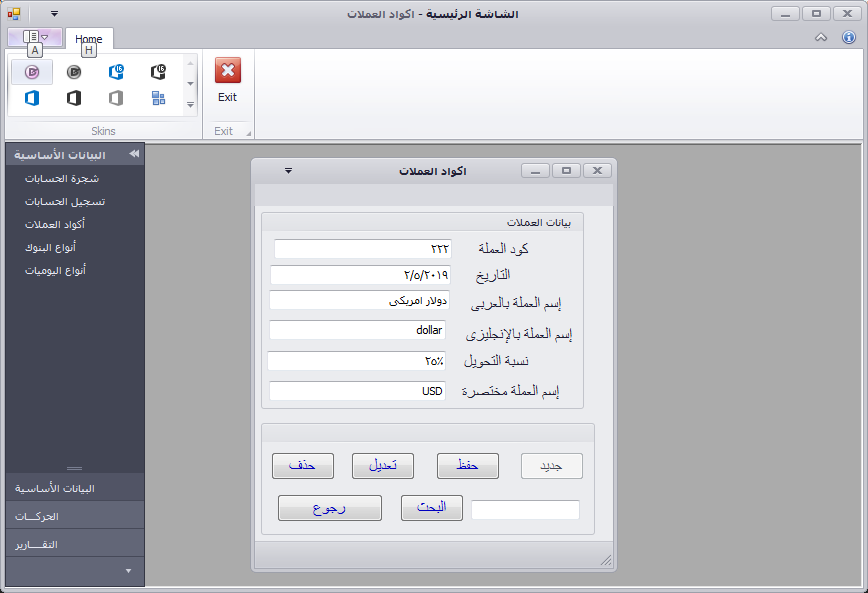 الشاشة الرئيسية - اكواد العملات
A
Home
H
Exit
Skins
Exit
البيانات الأساسية
شجرة الحسابات
تسجيل الحسابات
أكواد العملات
أنواع البنوك
أنواع اليوميات
البيانات الأساسية
الحركـــات
التقـــارير
اكواد العملات
بيانات العملات
كود العملة ٢٢٢
التاريخ ٢/٥/٢٠١٩
إسم العملة بالعربى دولار امريكى
إسم العملة بالإنجليزى dollar
نسبة التحويل ٢٥٪
إسم العملة مختصرة USD
جديد حفظ تعديل حذف
البحث رجوع